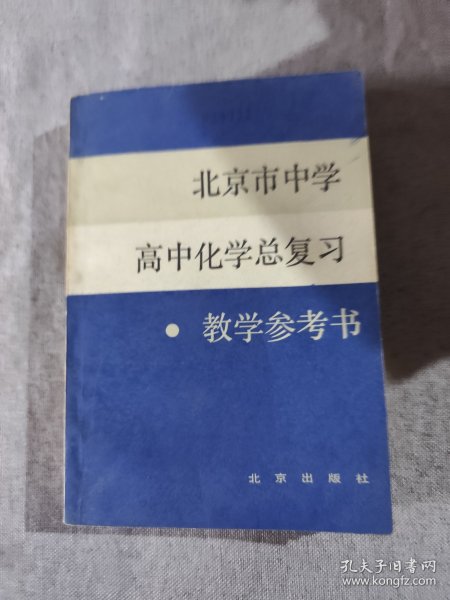 北京市中学
高中化学总复习
• 教学参考书
北京出版社
孔夫子旧书网
www.kongfz.com